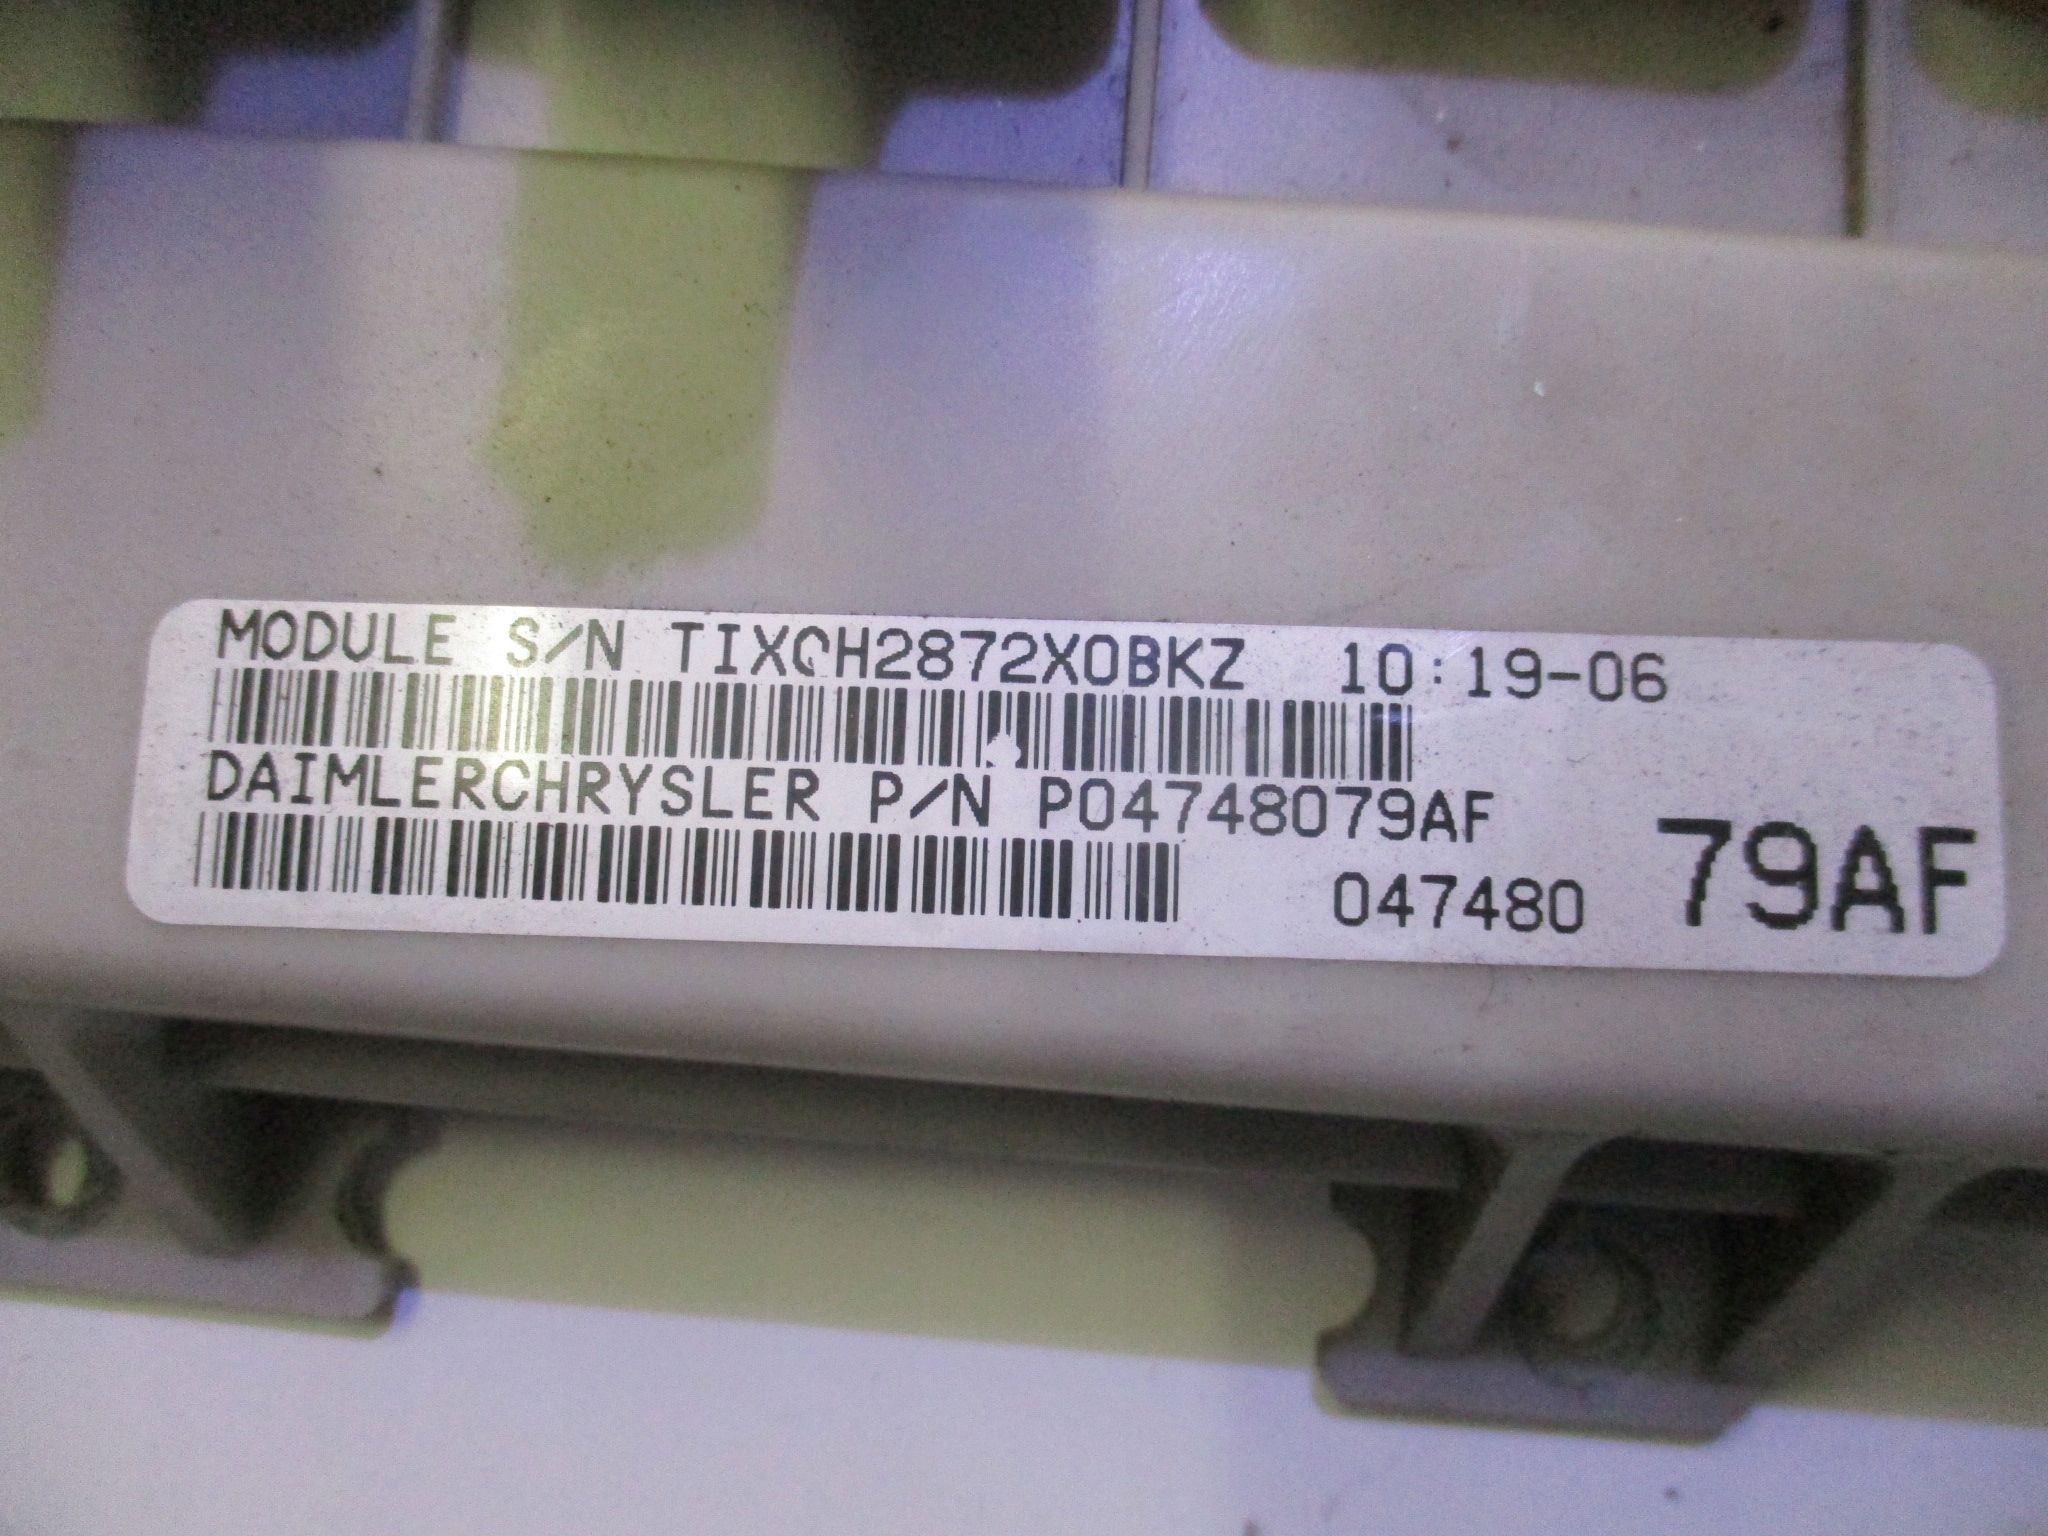 MODULE S/N TIXQH2872X0BKZ 10:19-06
DAIMLERCHRYSLER P/N P04748079AF
047480 79AF